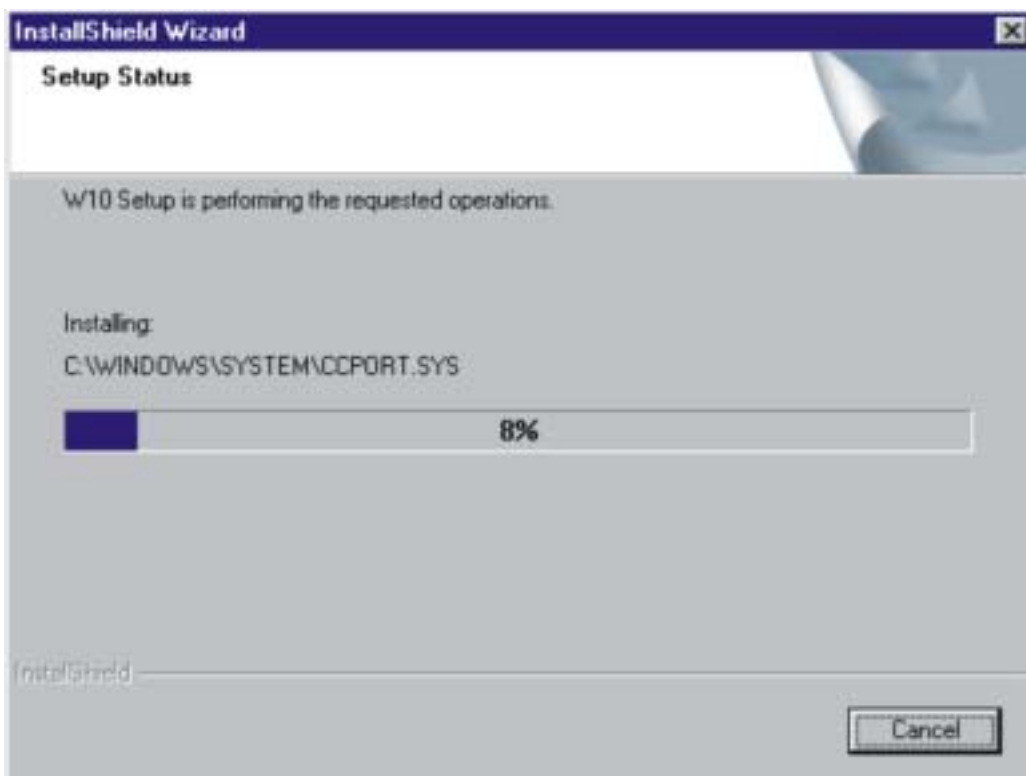 InstallShield Wizard
Setup Status
W10 Setup is performing the requested operations.
Installing:
C:\WINDOWS\SYSTEM\CCPORT.SYS
8%
InstallShield
Cancel